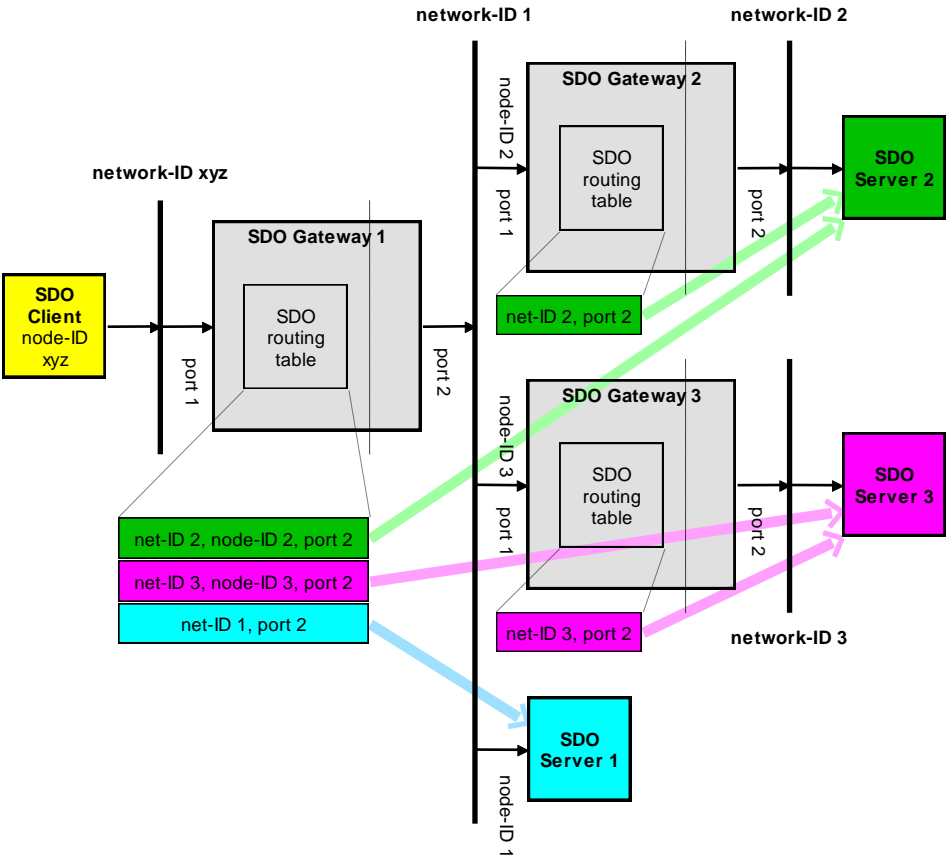 network-ID 1
network-ID 2
SDO Gateway 2
node-ID 2
port 1
SDO
routing
table
port 2
SDO
Server 2
net-ID 2, port 2
network-ID xyz
SDO Gateway 1
SDO
Client
node-ID
xyz
port 1
SDO
routing
table
port 2
SDO Gateway 3
node-ID 3
port 1
SDO
routing
table
port 2
SDO
Server 3
net-ID 2, node-ID 2, port 2
net-ID 3, node-ID 3, port 2
net-ID 1, port 2
net-ID 3, port 2
network-ID 3
SDO
Server 1
node-ID 1